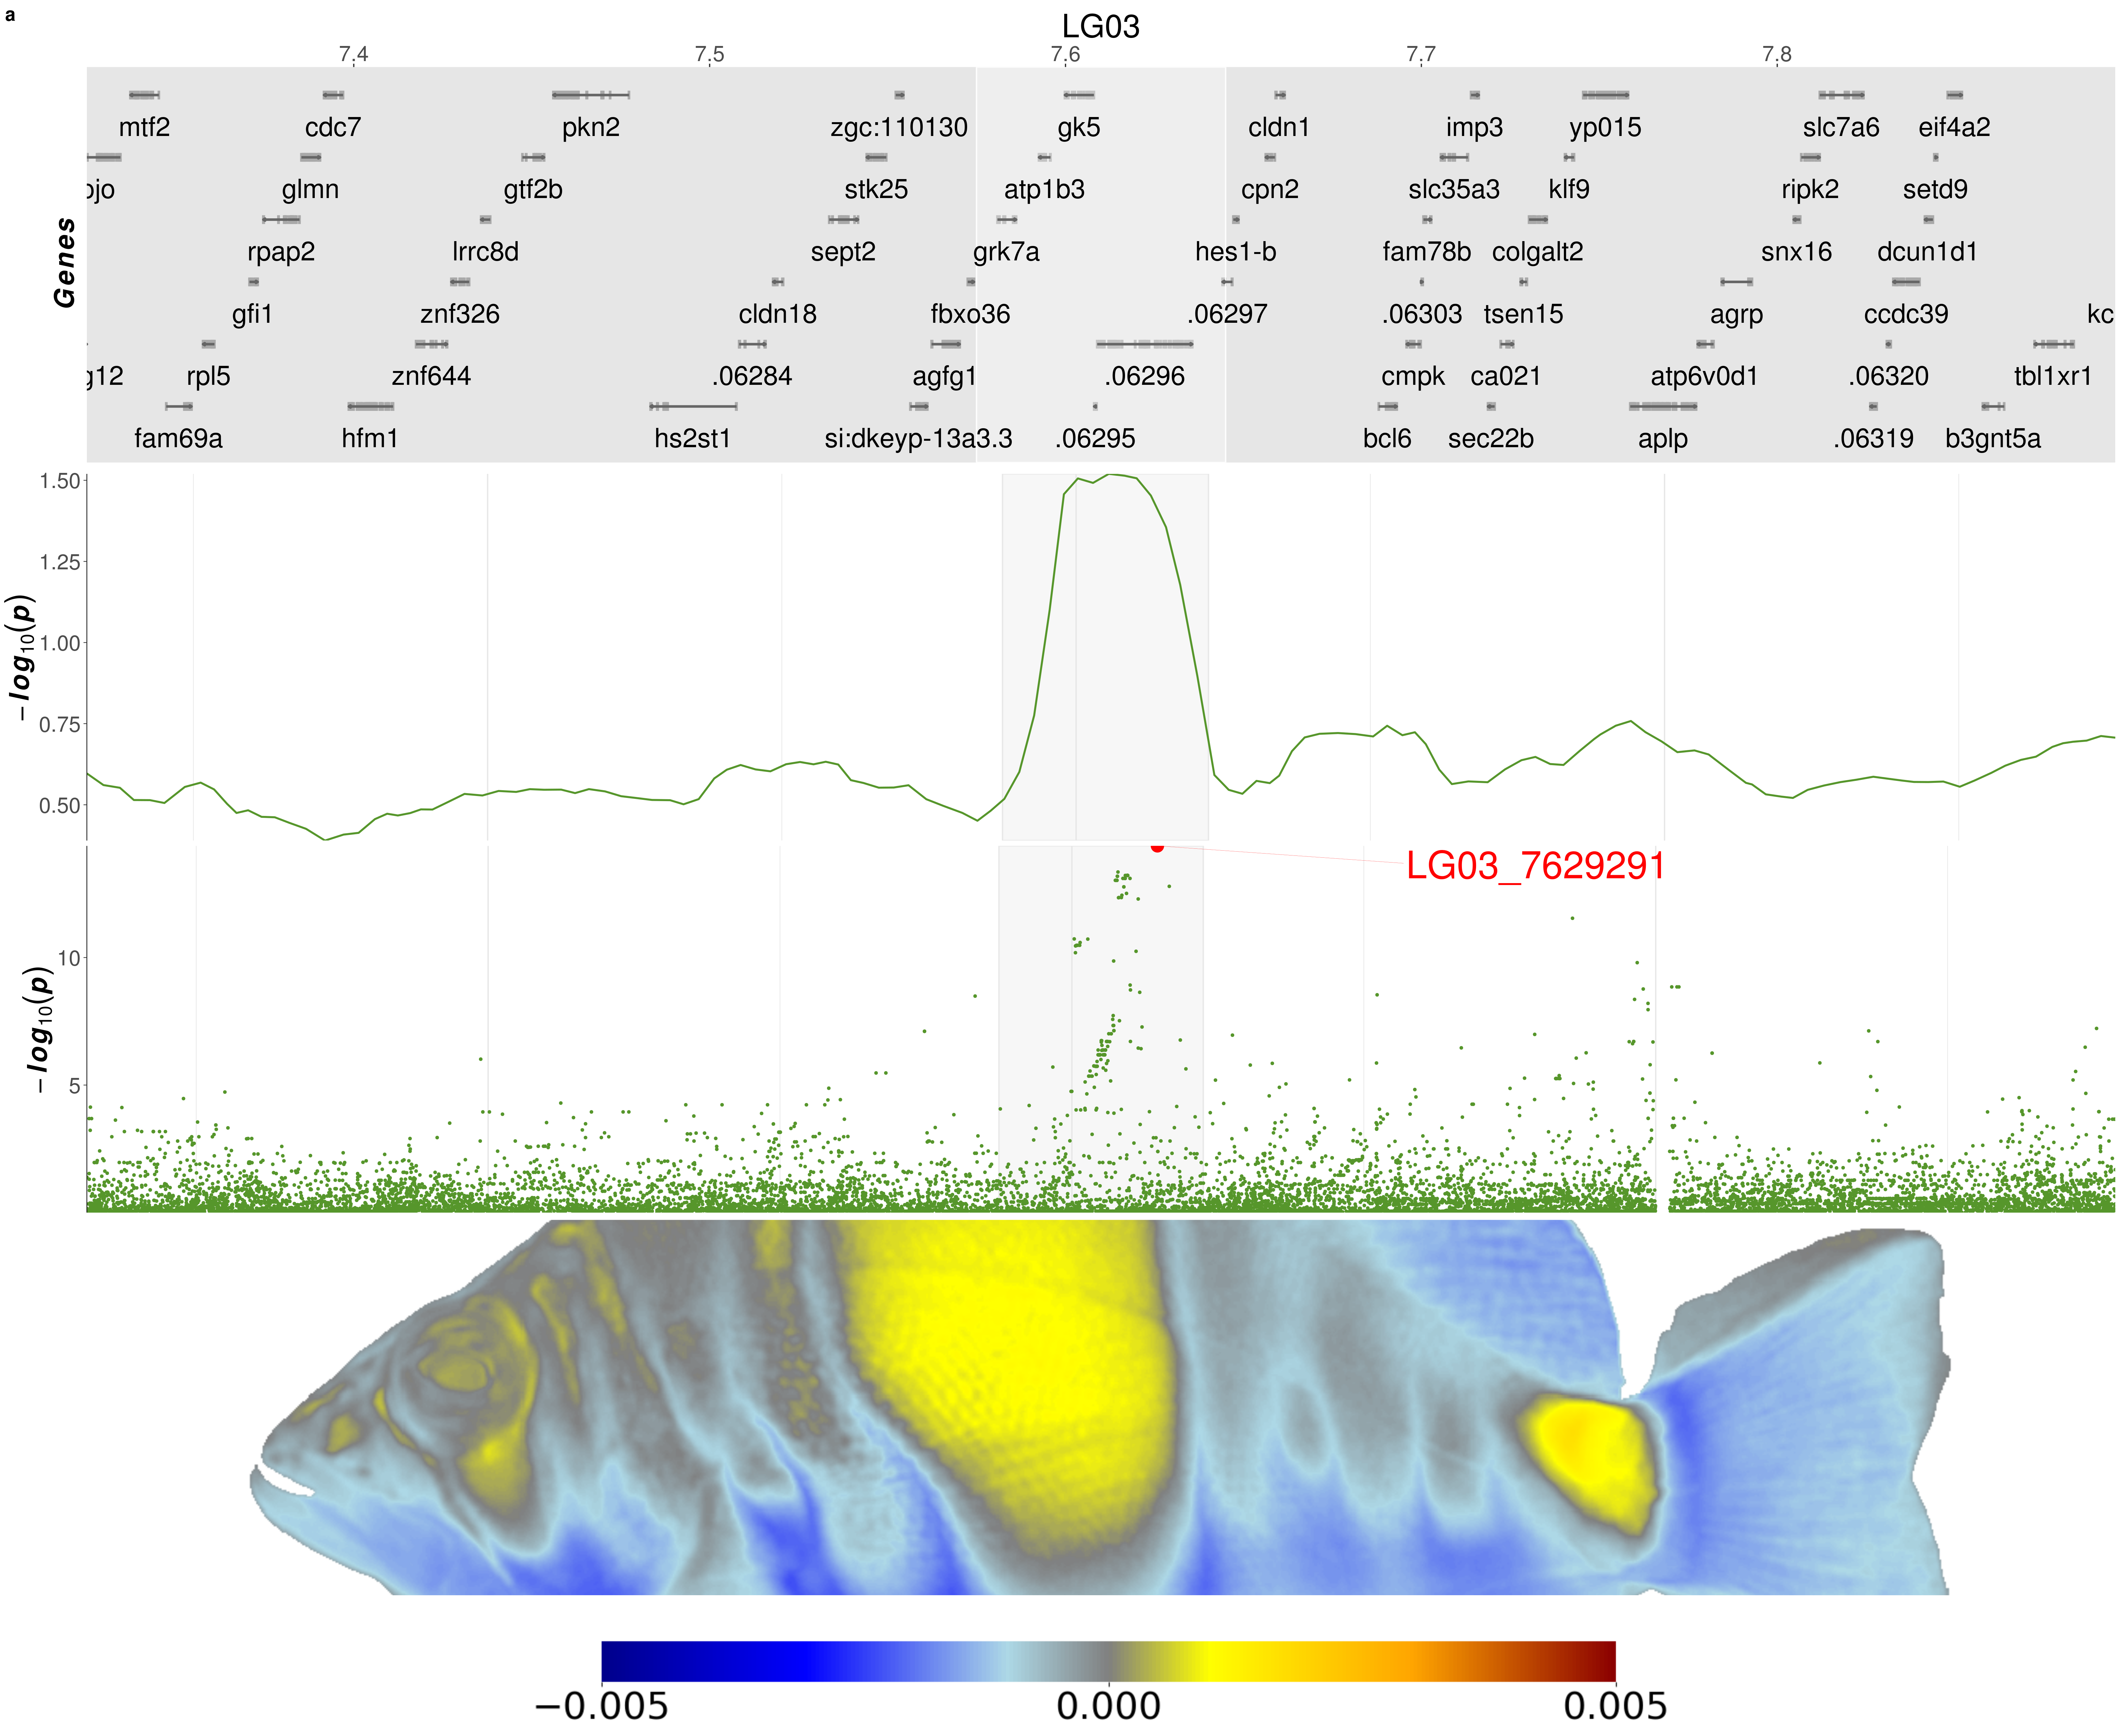 a
LG03
7.4 7.5 7.6 7.7 7.8
mtf2 cdc7 pkn2 zgc:110130 gk5 cldn1 imp3 yp015 slc7a6 eif4a2
ojo glmn gtf2b stk25 atp1b3 cpn2 slc35a3 klf9 ripk2 setd9
Genes
rpap2 lrrc8d sept2 grk7a hes1-b fam78b colgalt2 snx16 dcun1d1
gfi1 znf326 cldn18 fbxo36 .06297 .06303 tsen15 agrp ccdc39 kc
g12 rpl5 znf644 .06284 agfg1 .06296 cmpk ca021 atp6v0d1 .06320 tbl1xr1
fam69a hfm1 hs2st1 si:dkeyp-13a3.3 .06295 bcl6 sec22b aplp .06319 b3gnt5a
−log10(p)
1.50
1.25
1.00
0.75
0.50
LG03_7629291
−log10(p)
10
5
−0.005 0.000 0.005